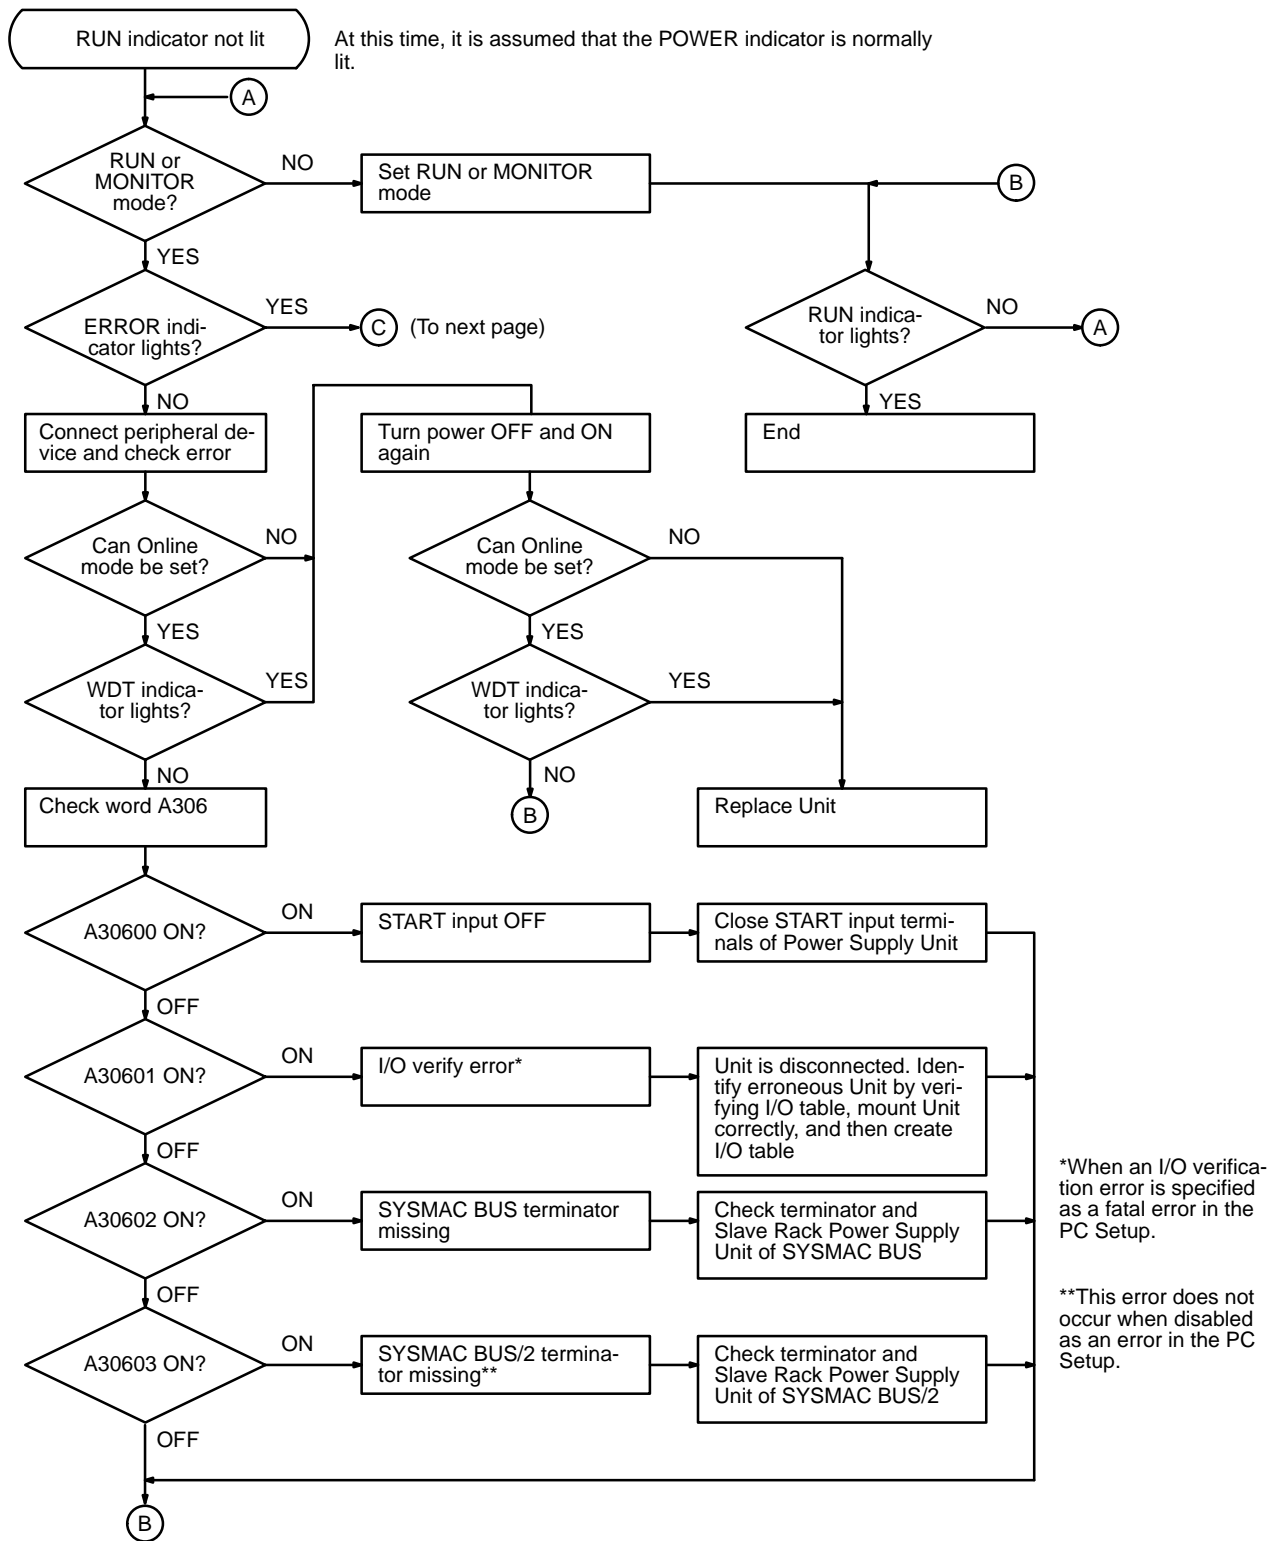 RUN indicator not lit
At this time, it is assumed that the POWER indicator is normally
lit.
A
RUN or
MONITOR
mode?
NO
Set RUN or MONITOR
mode
B
YES
ERROR indi-
cator lights?
YES
C
(To next page)
RUN indica-
tor lights?
NO
A
NO
YES
Connect peripheral de-
vice and check error
Turn power OFF and ON
again
End
Can Online
mode be set?
NO
Can Online
mode be set?
NO
YES
YES
WDT indica-
tor lights?
YES
WDT indica-
tor lights?
YES
NO
NO
Check word A306
B
Replace Unit
A30600 ON?
ON
START input OFF
Close START input termi-
nals of Power Supply Unit
OFF
A30601 ON?
ON
I/O verify error*
Unit is disconnected. Iden-
tify erroneous Unit by veri-
fying I/O table, mount Unit
correctly, and then create
I/O table
OFF
A30602 ON?
ON
SYSMAC BUS terminator
missing
Check terminator and
Slave Rack Power Supply
Unit of SYSMAC BUS
*When an I/O verifica-
tion error is specified
as a fatal error in the
PC Setup.
OFF
A30603 ON?
ON
SYSMAC BUS/2 termina-
tor missing**
Check terminator and
Slave Rack Power Supply
Unit of SYSMAC BUS/2
**This error does not
occur when disabled
as an error in the PC
Setup.
OFF
B